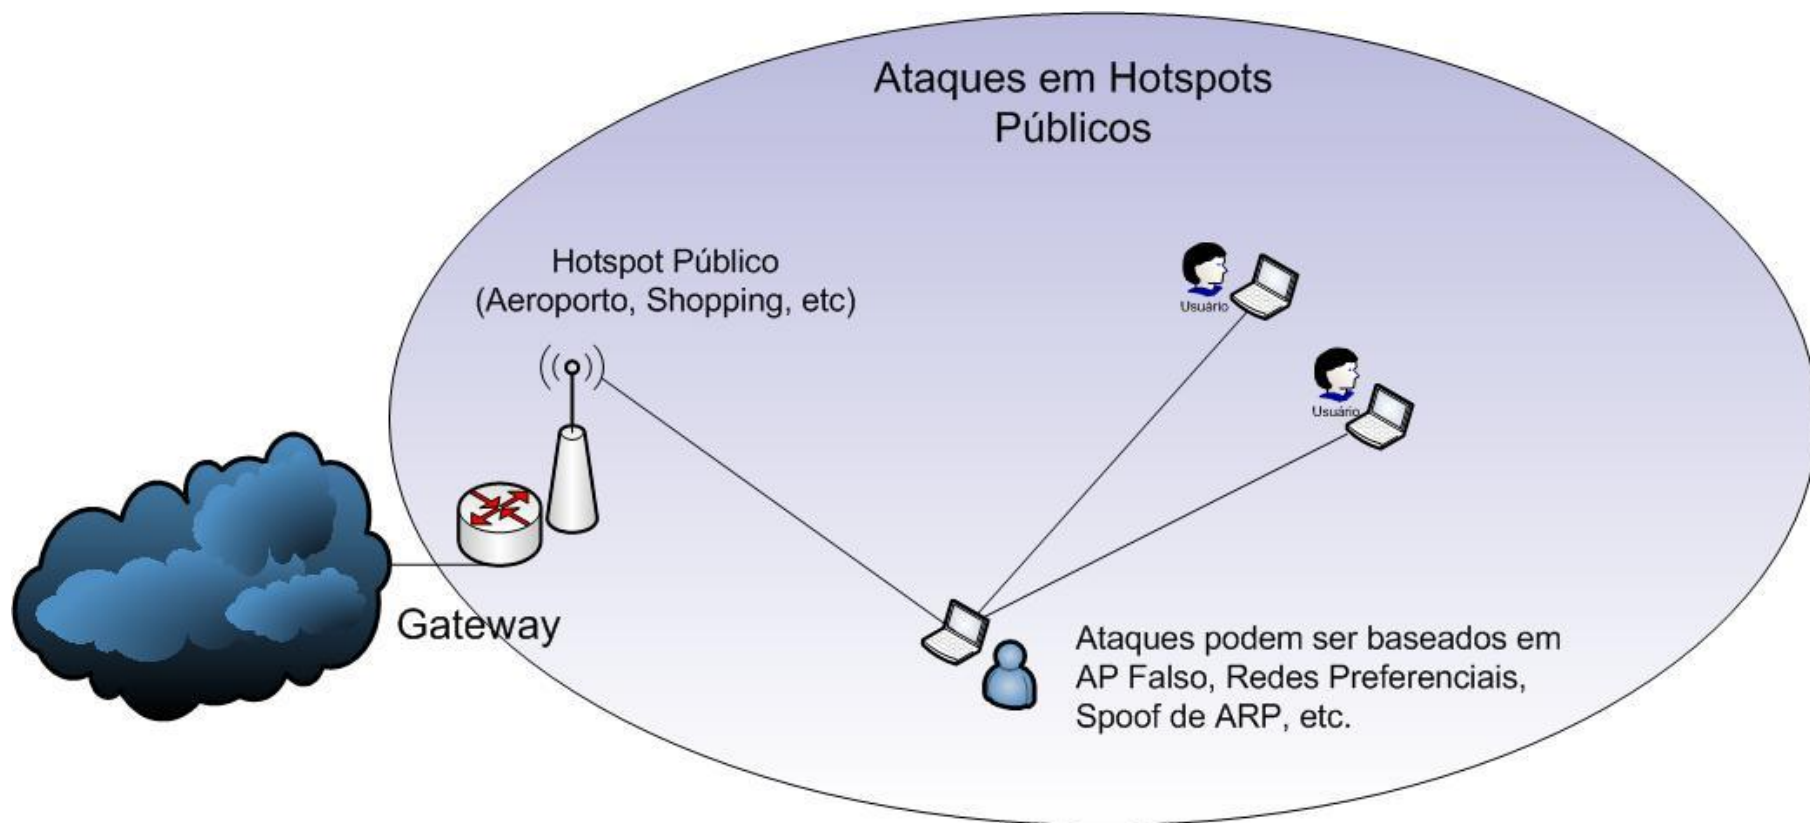 Ataques em Hotspots
Públicos
Hotspot Público
(Aeroporto, Shopping, etc)
Usuário
Usuário
Gateway
Ataques podem ser baseados em
AP Falso, Redes Preferenciais,
Spoof de ARP, etc.